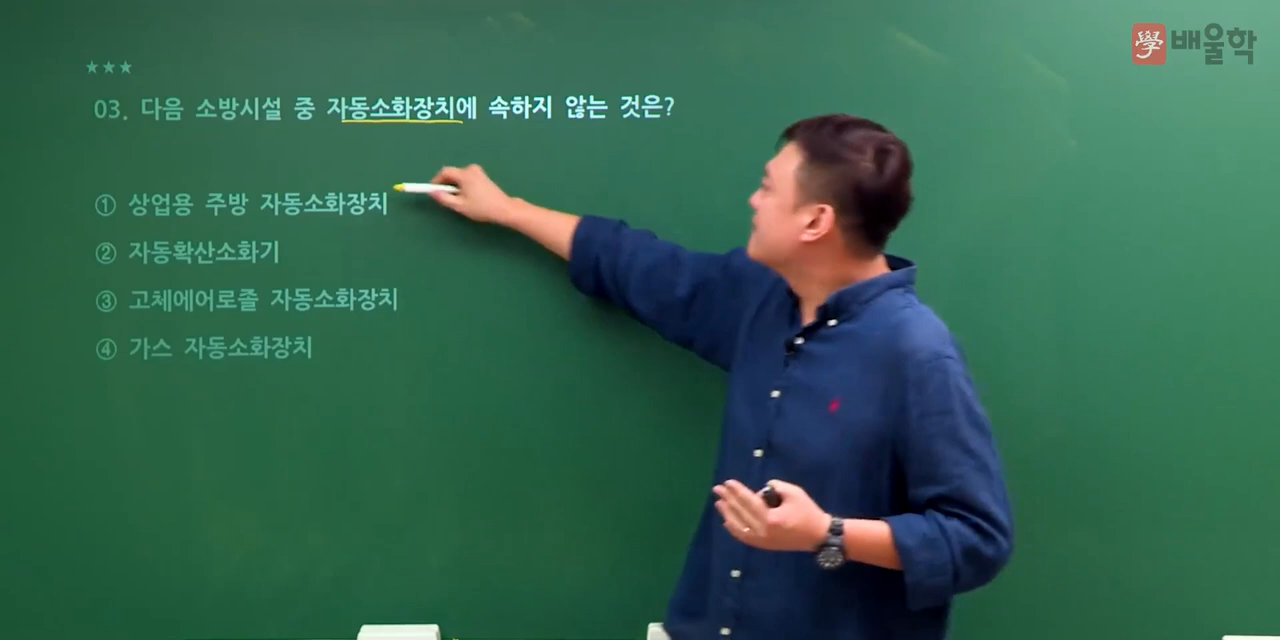 學 배울학
★★★
03. 다음 소방시설 중 자동소화장치에 속하지 않는 것은?
① 상업용 주방 자동소화장치
② 자동확산소화기
③ 고체에어로졸 자동소화장치
④ 가스 자동소화장치